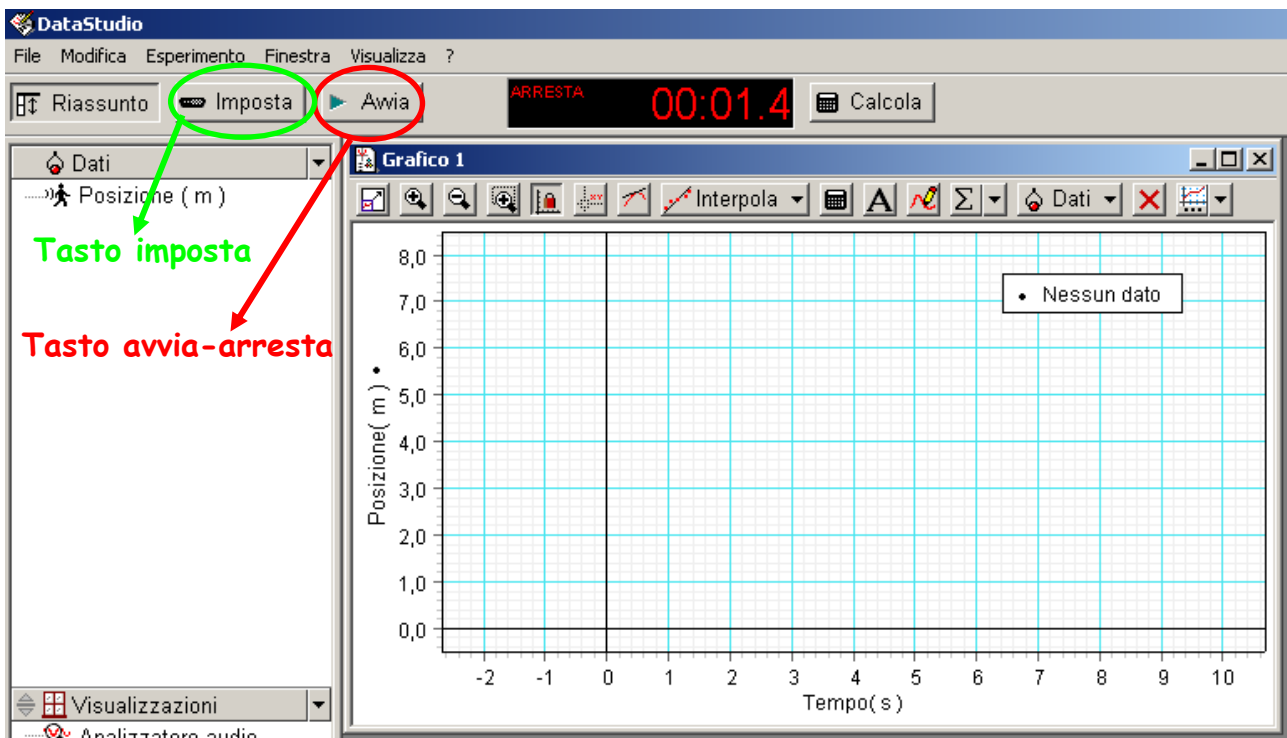 DataStudio
File Modifica Esperimento Finestra Visualizza ?
Riassunto Imposta Avvia ARRESTA 00:01.4 Calcola
Dati
Posizione ( m )
Tasto imposta
Tasto avvia-arresta
Visualizzazioni
Analizzatore audio
Grafico 1
Interpola A Σ Dati
Nessun dato
Posizione( m )
8,0
7,0
6,0
5,0
4,0
3,0
2,0
1,0
0,0
-2 -1 0 1 2 3 4 5 6 7 8 9 10
Tempo( s )